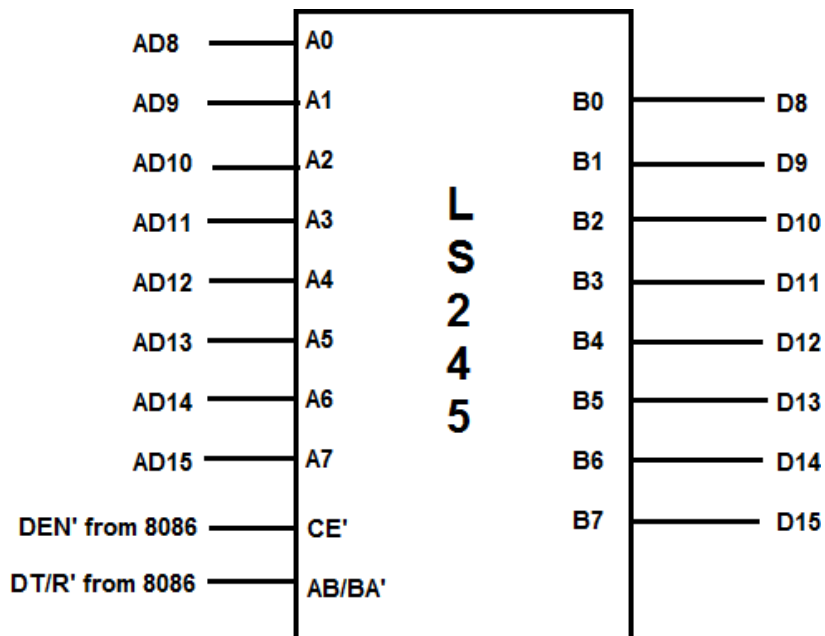 AD8 A0
AD9 A1 B0 D8
AD10 A2 B1 D9
AD11 A3 B2 D10
AD12 A4 B3 D11
AD13 A5 B4 D12
AD14 A6 B5 D13
AD15 A7 B6 D14
DEN' from 8086 CE' B7 D15
DT/R' from 8086 AB/BA'
L
S
2
4
5